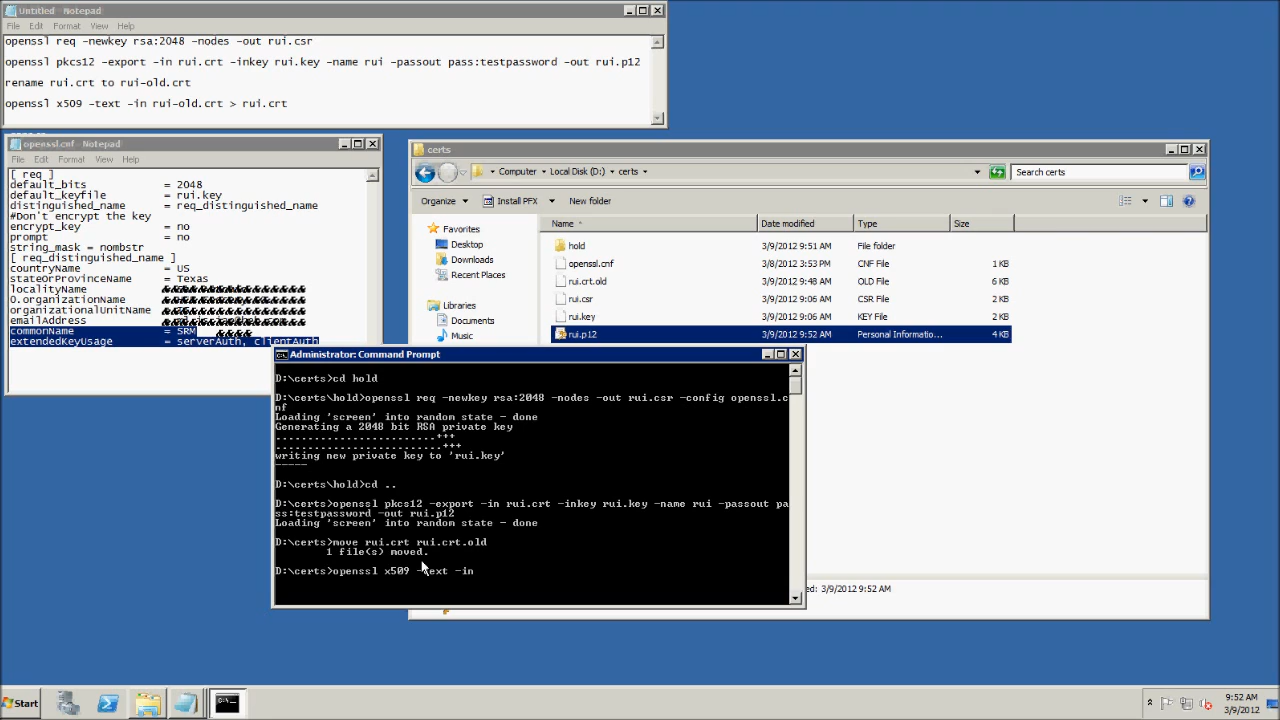 Untitled - Notepad
File Edit Format View Help
openssl req -newkey rsa:2048 -nodes -out rui.csr
openssl pkcs12 -export -in rui.crt -inkey rui.key -name rui -passout pass:testpassword -out rui.p12
rename rui.crt to rui-old.crt
openssl x509 -text -in rui-old.crt > rui.crt
openssl.cnf - Notepad
File Edit Format View Help
[ req ]
default_bits = 2048
default_keyfile = rui.key
distinguished_name = req_distinguished_name
#Don't encrypt the key
encrypt_key = no
prompt = no
string_mask = nombstr
[ req_distinguished_name ]
countryName = US
stateOrProvinceName = Texas
localityName
0.organizationName
organizationalUnitName
emailAddress
commonName = SRM
extendedKeyUsage = serverAuth, clientAuth
certs
Computer Local Disk (D:) certs
Search certs
Organize Install PFX New folder
Favorites
Desktop
Downloads
Recent Places
Libraries
Documents
Music
Name Date modified Type Size
hold 3/9/2012 9:51 AM File folder
openssl.cnf 3/8/2012 3:53 PM CNF File 1 KB
rui.crt.old 3/9/2012 9:48 AM OLD File 6 KB
rui.csr 3/9/2012 9:06 AM CSR File 2 KB
rui.key 3/9/2012 9:06 AM KEY File 2 KB
rui.p12 3/9/2012 9:52 AM Personal Informatio... 4 KB
Administrator: Command Prompt
D:\certs>cd hold
D:\certs\hold>openssl req -newkey rsa:2048 -nodes -out rui.csr -config openssl.c
nf
Loading 'screen' into random state - done
Generating a 2048 bit RSA private key
.........................+++
..........................+++
writing new private key to 'rui.key'
-----
D:\certs\hold>cd ..
D:\certs>openssl pkcs12 -export -in rui.crt -inkey rui.key -name rui -passout pa
ss:testpassword -out rui.p12
Loading 'screen' into random state - done
D:\certs>move rui.crt rui.crt.old
1 file(s) moved.
D:\certs>openssl x509 -text -in
ed: 3/9/2012 9:52 AM
Start
9:52 AM
3/9/2012